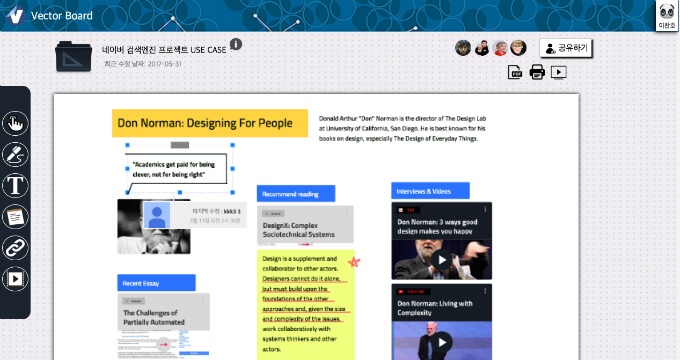 Vector Board
이찬호
네이버 검색엔진 프로젝트 USE CASE
최근 수정 날짜: 2017-05-31
공유하기
PDF
Don Norman: Designing For People
Donald Arthur "Don" Norman is the director of The Design Lab
at University of California, San Diego. He is best known for his
books on design, especially The Design of Everyday Things.
"Academics get paid for being
clever, not for being right"
마지막 수정 : kkk3 3
T
Recommend reading
DesignX: Complex
Sociotechnical Systems
Design is a supplement and
collaborator to other actors.
Designers cannot do it alone,
but must build upon the
foundations of the other
approaches and, given the size
and complexity of the issues,
work collaboratively with
systems thinkers and other
actors.
Interviews & Videos
Don Norman: 3 ways good
design makes you happy
Don Norman: Living with
Complexity
Recent Essay
The Challenges of
Partially Automated